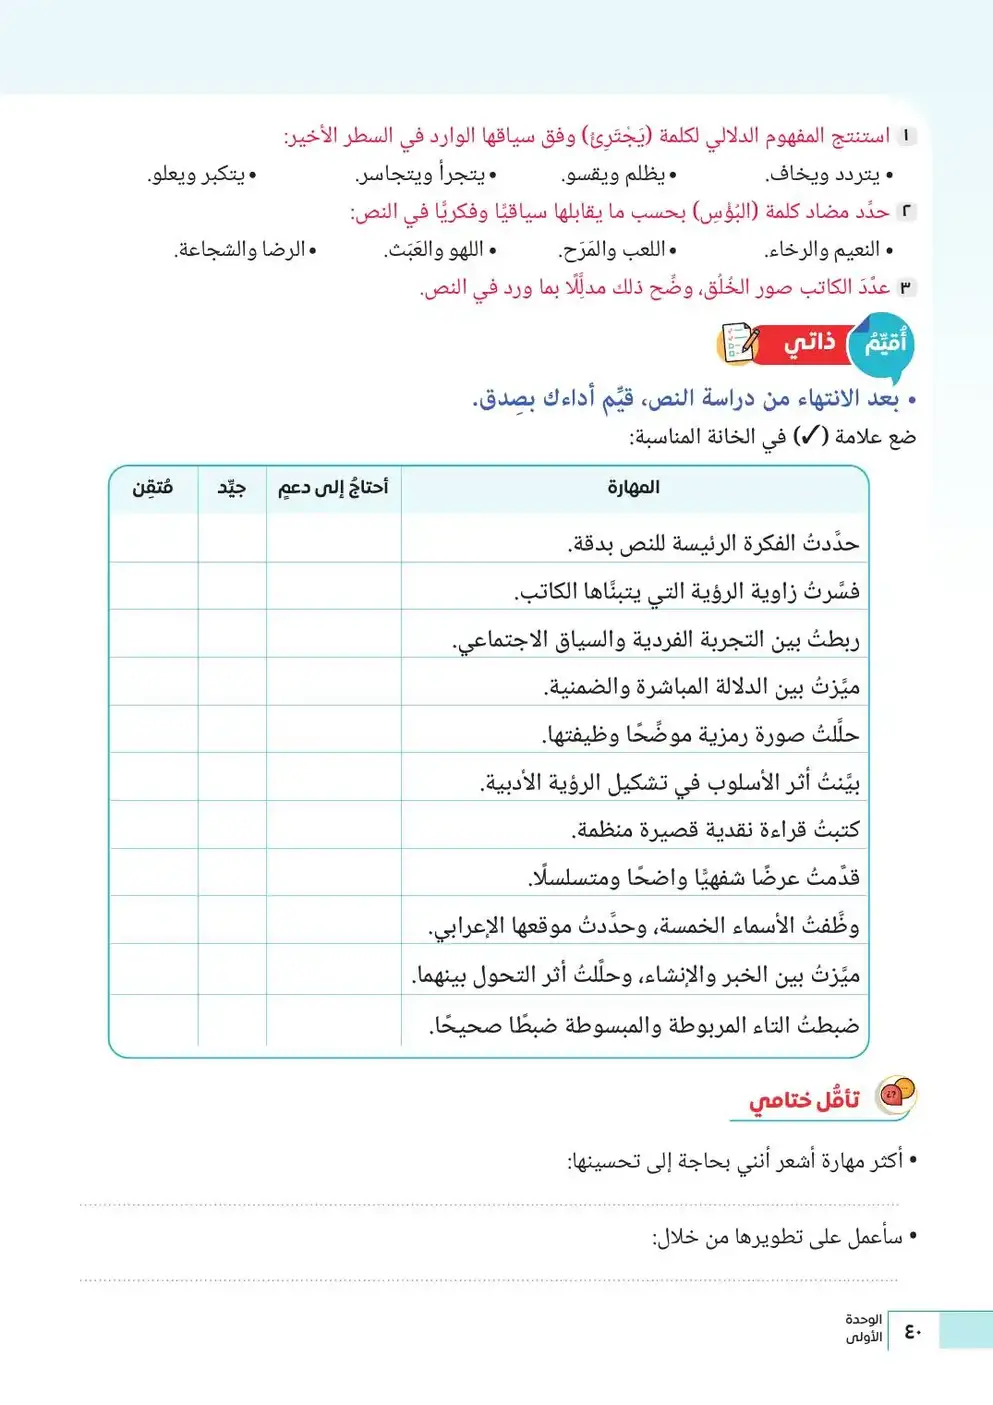 ١ استنتج المفهوم الدلالي لكلمة (يَجْتَرِئُ) وفق سياقها الوارد في السطر الأخير:
• يتردد ويخاف. • يظلم ويقسو. • يتجرأ ويتجاسر. • يتكبر ويعلو.
٢ حدِّد مضاد كلمة (البُؤْسِ) بحسب ما يقابلها سياقيًّا وفكريًّا في النص:
• النعيم والرخاء. • اللعب والمَرَح. • اللهو والعَبَث. • الرضا والشجاعة.
٣ عدَّدَ الكاتب صور الخُلُق، وضِّح ذلك مدلِّلًا بما ورد في النص.
أُقيِّمُ ذاتي
• بعد الانتهاء من دراسة النص، قيِّم أداءك بصِدق.
ضع علامة (✓) في الخانة المناسبة:
المهارة أحتاجُ إلى دعمٍ جيِّد مُتقِن
حدَّدتُ الفكرة الرئيسة للنص بدقة.
فسَّرتُ زاوية الرؤية التي يتبنَّاها الكاتب.
ربطتُ بين التجربة الفردية والسياق الاجتماعي.
ميَّزتُ بين الدلالة المباشرة والضمنية.
حلَّلتُ صورة رمزية موضَّحًا وظيفتها.
بيَّنتُ أثر الأسلوب في تشكيل الرؤية الأدبية.
كتبتُ قراءة نقدية قصيرة منظمة.
قدَّمتُ عرضًا شفهيًّا واضحًا ومتسلسلًا.
وظَّفتُ الأسماء الخمسة، وحدَّدتُ موقعها الإعرابي.
ميَّزتُ بين الخبر والإنشاء، وحلَّلتُ أثر التحول بينهما.
ضبطتُ التاء المربوطة والمبسوطة ضبطًا صحيحًا.
تأمُّل ختامي
• أكثر مهارة أشعر أنني بحاجة إلى تحسينها:
• سأعمل على تطويرها من خلال:
٤٠
الوحدة
الأولى